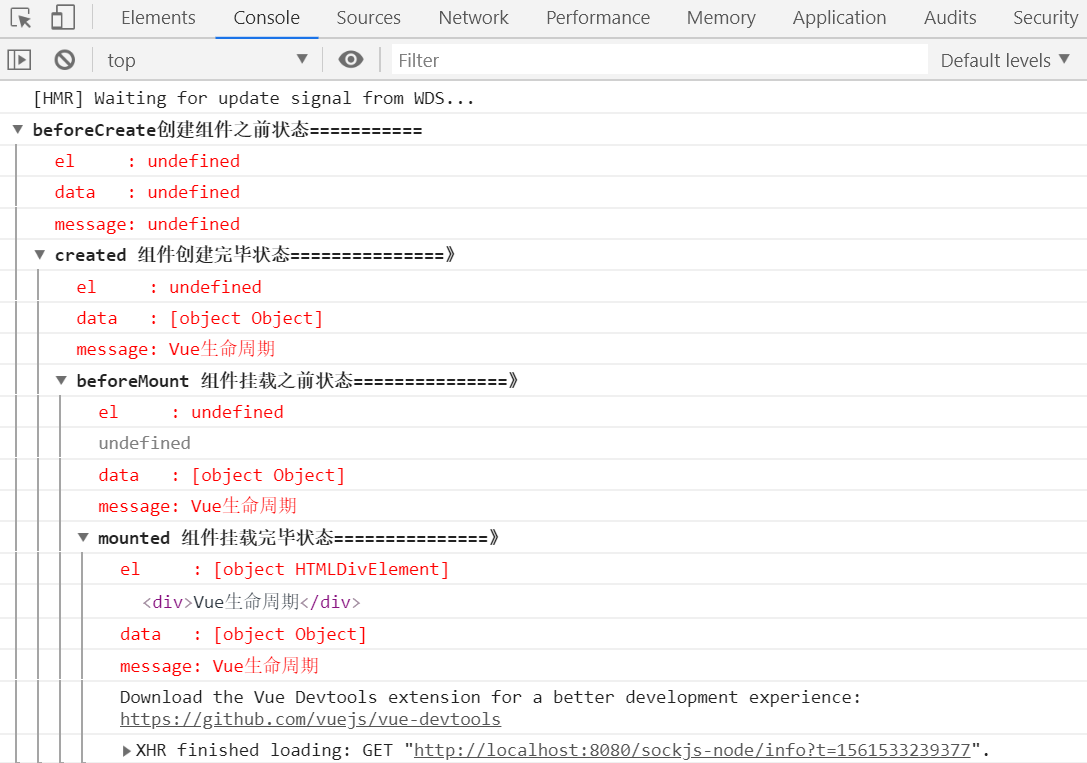 Elements Console Sources Network Performance Memory Application Audits Security
top Filter Default levels
[HMR] Waiting for update signal from WDS...
beforeCreate创建组件之前状态===========
el     : undefined
data   : undefined
message: undefined
created 组件创建完毕状态===============》
el     : undefined
data   : [object Object]
message: Vue生命周期
beforeMount 组件挂载之前状态===============》
el     : undefined
undefined
data   : [object Object]
message: Vue生命周期
mounted 组件挂载完毕状态===============》
el     : [object HTMLDivElement]
<div>Vue生命周期</div>
data   : [object Object]
message: Vue生命周期
Download the Vue Devtools extension for a better development experience:
https://github.com/vuejs/vue-devtools
XHR finished loading: GET "http://localhost:8080/sockjs-node/info?t=1561533239377".